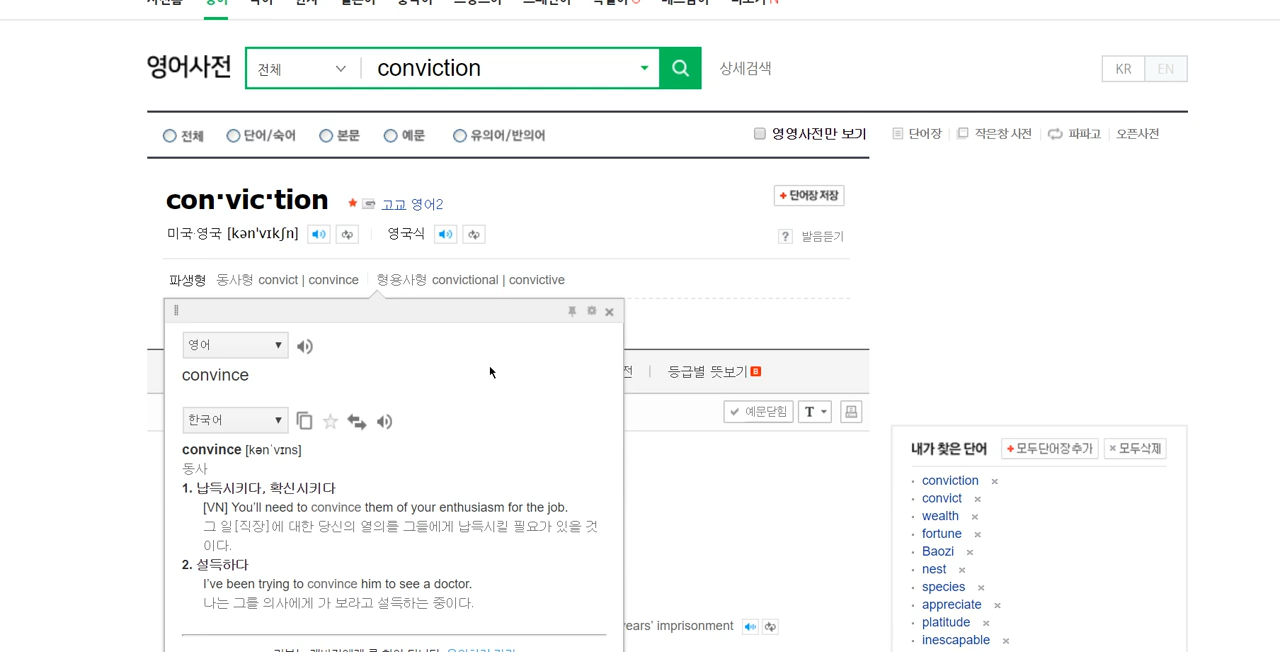 영어사전 전체 conviction 상세검색 KR EN
전체 단어/숙어 본문 예문 유의어/반의어 영영사전만 보기 단어장 작은창 사전 파파고 오픈사전
con·vic·tion 고교 영어2 +단어장 저장
미국·영국 [kən'vɪkʃn] 영국식 ? 발음듣기
파생형 동사형 convict | convince 형용사형 convictional | convictive
영어
convince
등급별 뜻보기
한국어
예문닫힘 T
convince [kənˈvɪns]
동사
1. 납득시키다, 확신시키다
[VN] You’ll need to convince them of your enthusiasm for the job.
그 일[직장]에 대한 당신의 열의를 그들에게 납득시킬 필요가 있을 것
이다.
2. 설득하다
I’ve been trying to convince him to see a doctor.
나는 그를 의사에게 가 보라고 설득하는 중이다.
years’ imprisonment
내가 찾은 단어 +모두단어장추가 ×모두삭제
conviction
convict
wealth
fortune
Baozi
nest
species
appreciate
platitude
inescapable